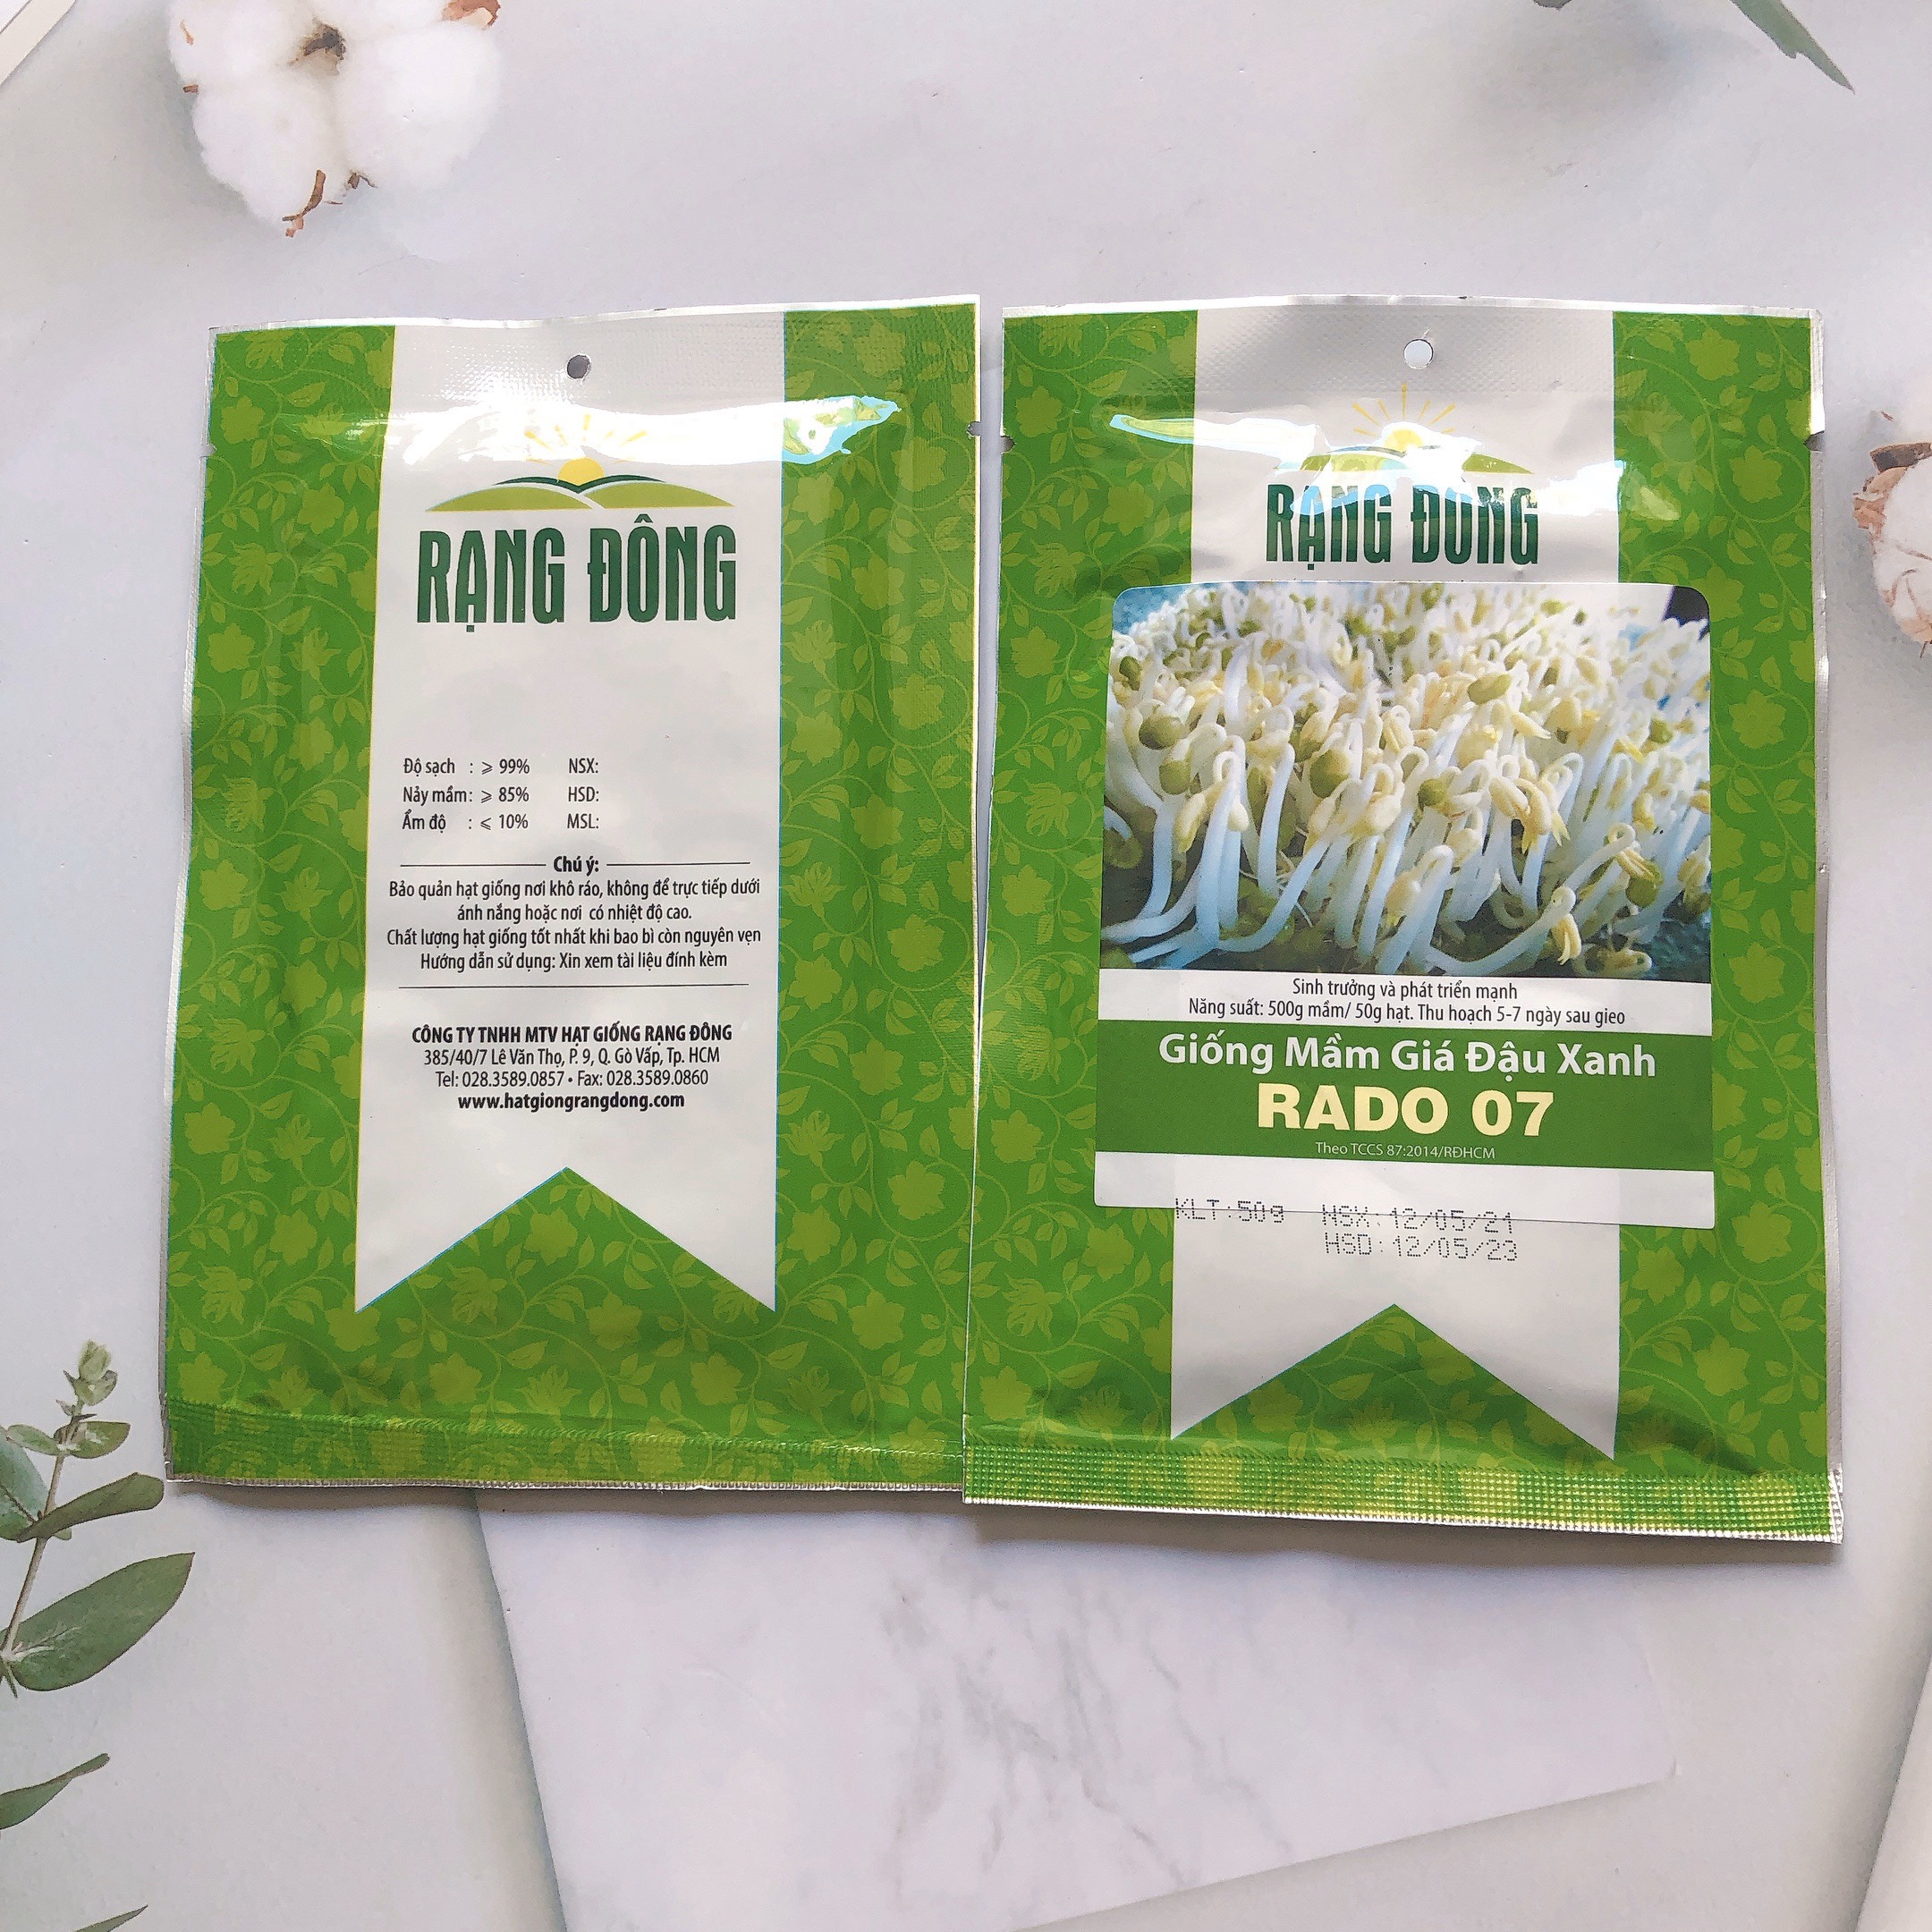 RẠNG ĐÔNG
Độ sạch : ⩾ 99% NSX:
Nảy mầm: ⩾ 85% HSD:
Ẩm độ : ⩽ 10% MSL:
Chú ý:
Bảo quản hạt giống nơi khô ráo, không để trực tiếp dưới
ánh nắng hoặc nơi có nhiệt độ cao.
Chất lượng hạt giống tốt nhất khi bao bì còn nguyên vẹn
Hướng dẫn sử dụng: Xin xem tài liệu đính kèm
CÔNG TY TNHH MTV HẠT GIỐNG RẠNG ĐÔNG
385/40/7 Lê Văn Thọ, P. 9, Q. Gò Vấp, Tp. HCM
Tel: 028.3589.0857 • Fax: 028.3589.0860
www.hatgiongrangdong.com
RẠNG ĐÔNG
Sinh trưởng và phát triển mạnh
Năng suất: 500g mầm/ 50g hạt. Thu hoạch 5-7 ngày sau gieo
Giống Mầm Giá Đậu Xanh
RADO 07
Theo TCCS 87:2014/RĐHCM
KLT:50g NSX:12/05/21
HSD:12/05/23